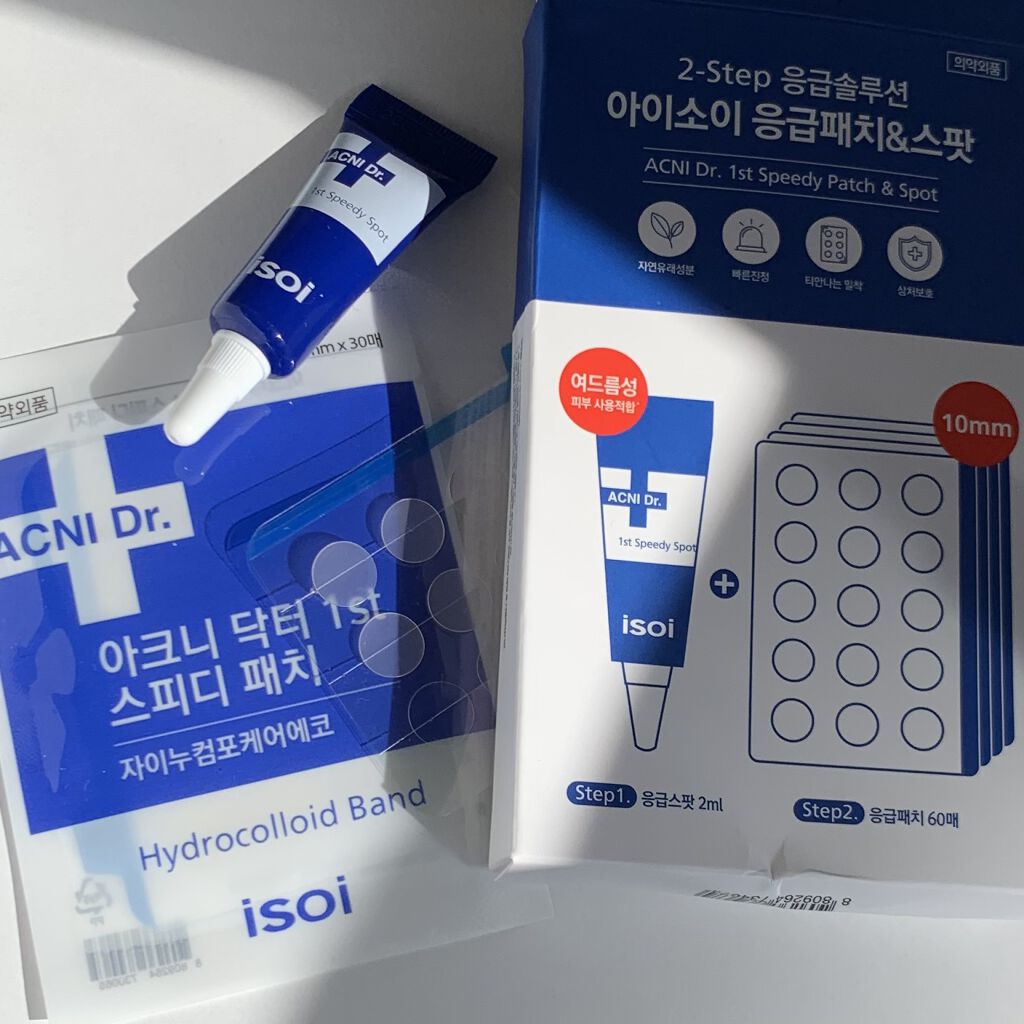 ACNI Dr.
1st Speedy Spot
isoi
mm x 30매
약외품
ACNI Dr.
아크니 닥터 1st
스피디 패치
자이누컴포케어에코
Hydrocolloid Band
isoi
PP
8 809264 730065
의약외품
2-Step 응급솔루션
아이소이 응급패치&스팟
ACNI Dr. 1st Speedy Patch & Spot
자연유래성분
빠른진정
티안나는 밀착
상처보호
여드름성
피부 사용적합*
10mm
ACNI Dr.
1st Speedy Spot
isoi
Step1. 응급스팟 2ml
Step2. 응급패치 60매